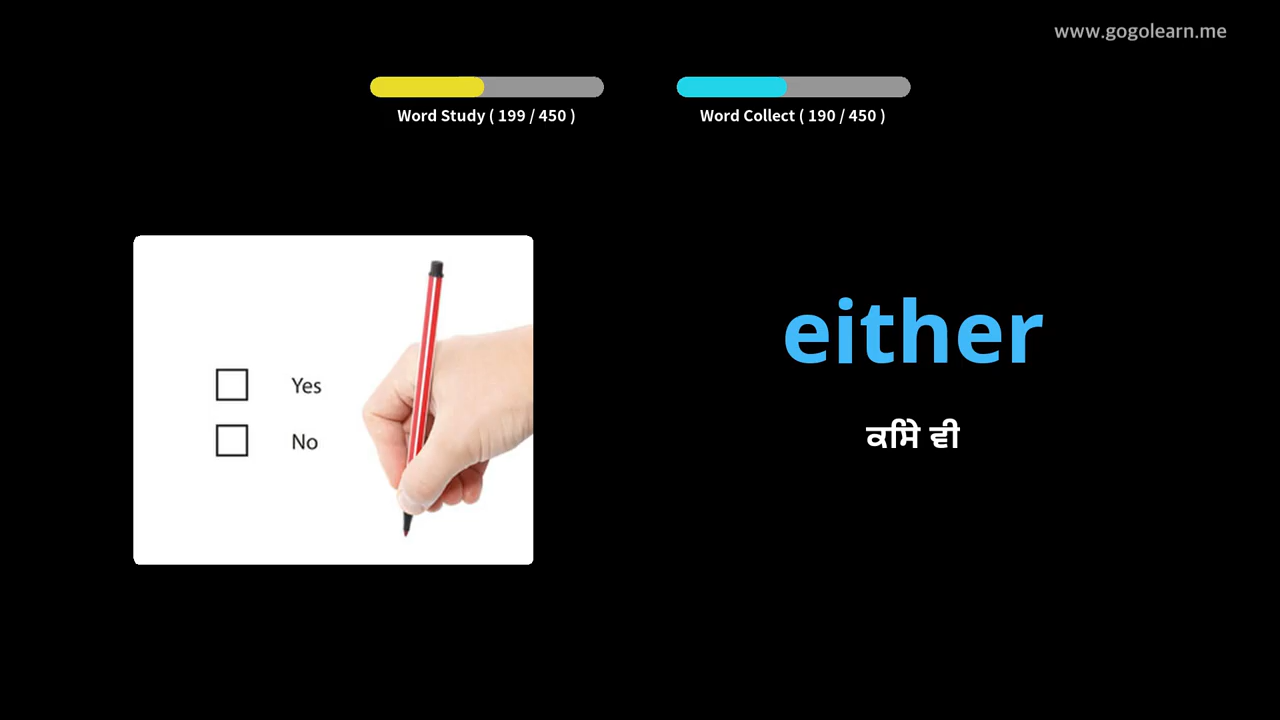 www.gogolearn.me
Word Study ( 199 / 450 )
Word Collect ( 190 / 450 )
Yes
No
either
ਕਿਸੇ ਵੀ